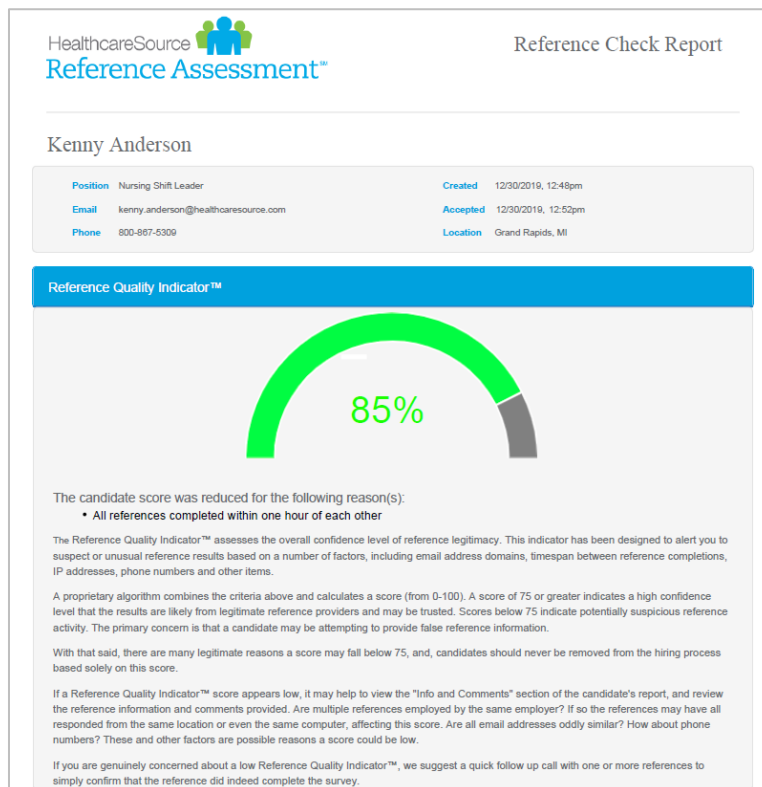 HealthcareSource
Reference Assessment℠
Reference Check Report
Kenny Anderson
Position Nursing Shift Leader
Created 12/30/2019, 12:48pm
Email kenny.anderson@healthcaresource.com
Accepted 12/30/2019, 12:52pm
Phone 800-867-5309
Location Grand Rapids, MI
Reference Quality Indicator™
85%
The candidate score was reduced for the following reason(s):
• All references completed within one hour of each other
The Reference Quality Indicator™ assesses the overall confidence level of reference legitimacy. This indicator has been designed to alert you to
suspect or unusual reference results based on a number of factors, including email address domains, timespan between reference completions,
IP addresses, phone numbers and other items.
A proprietary algorithm combines the criteria above and calculates a score (from 0-100). A score of 75 or greater indicates a high confidence
level that the results are likely from legitimate reference providers and may be trusted. Scores below 75 indicate potentially suspicious reference
activity. The primary concern is that a candidate may be attempting to provide false reference information.
With that said, there are many legitimate reasons a score may fall below 75, and, candidates should never be removed from the hiring process
based solely on this score.
If a Reference Quality Indicator™ score appears low, it may help to view the "Info and Comments" section of the candidate's report, and review
the reference information and comments provided. Are multiple references employed by the same employer? If so the references may have all
responded from the same location or even the same computer, affecting this score. Are all email addresses oddly similar? How about phone
numbers? These and other factors are possible reasons a score could be low.
If you are genuinely concerned about a low Reference Quality Indicator™, we suggest a quick follow up call with one or more references to
simply confirm that the reference did indeed complete the survey.